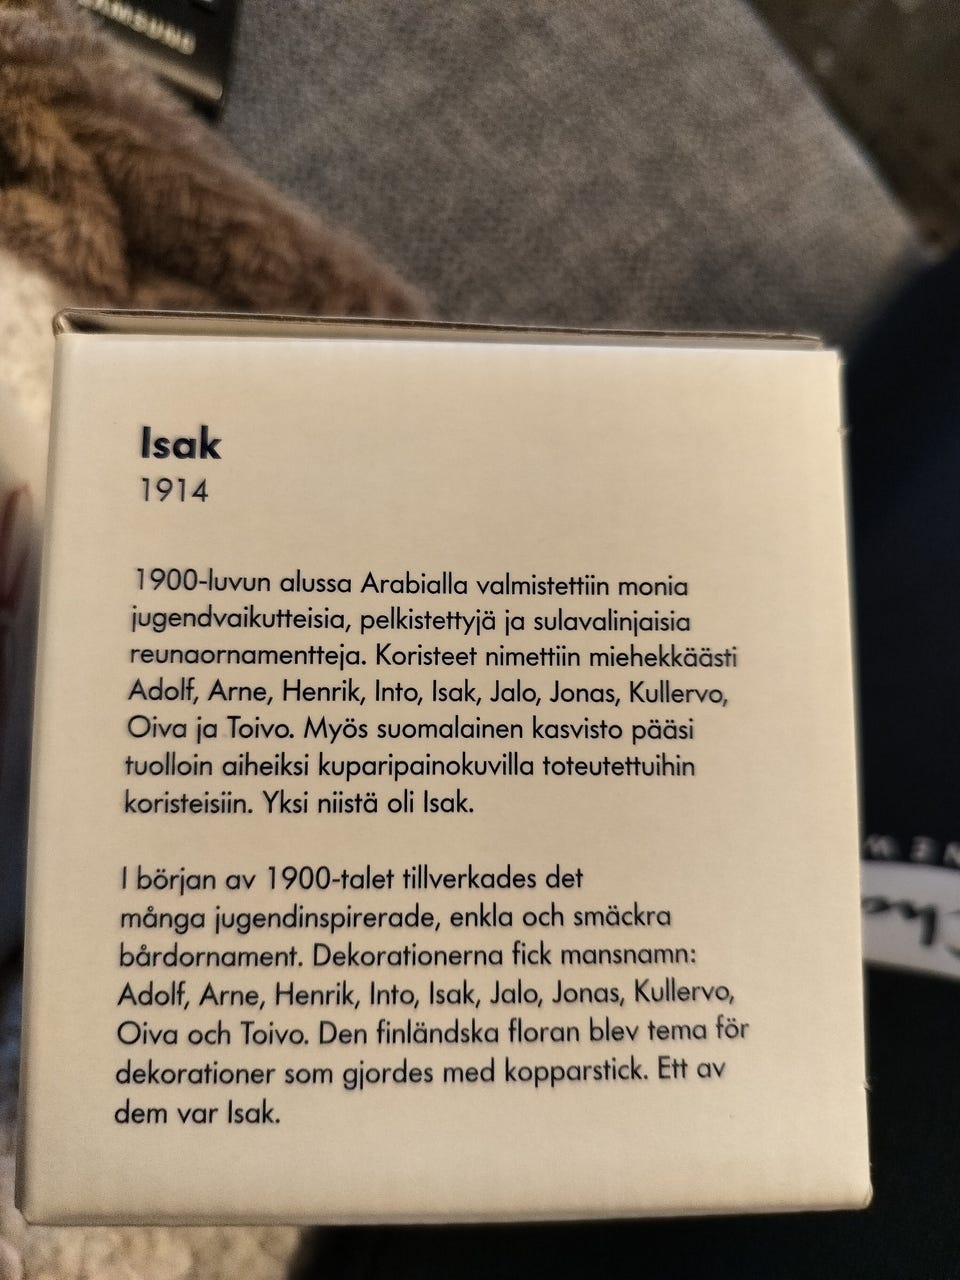 SAMSUNG
Isak
1914
1900-luvun alussa Arabialla valmistettiin monia
jugendvaikutteisia, pelkistettyjä ja sulavalinjaisia
reunaornamentteja. Koristeet nimettiin miehekkäästi
Adolf, Arne, Henrik, Into, Isak, Jalo, Jonas, Kullervo,
Oiva ja Toivo. Myös suomalainen kasvisto pääsi
tuolloin aiheiksi kuparipainokuvilla toteutettuihin
koristeisiin. Yksi niistä oli Isak.
I början av 1900-talet tillverkades det
många jugendinspirerade, enkla och smäckra
bårdornament. Dekorationerna fick mansnamn:
Adolf, Arne, Henrik, Into, Isak, Jalo, Jonas, Kullervo,
Oiva och Toivo. Den finländska floran blev tema för
dekorationer som gjordes med kopparstick. Ett av
dem var Isak.